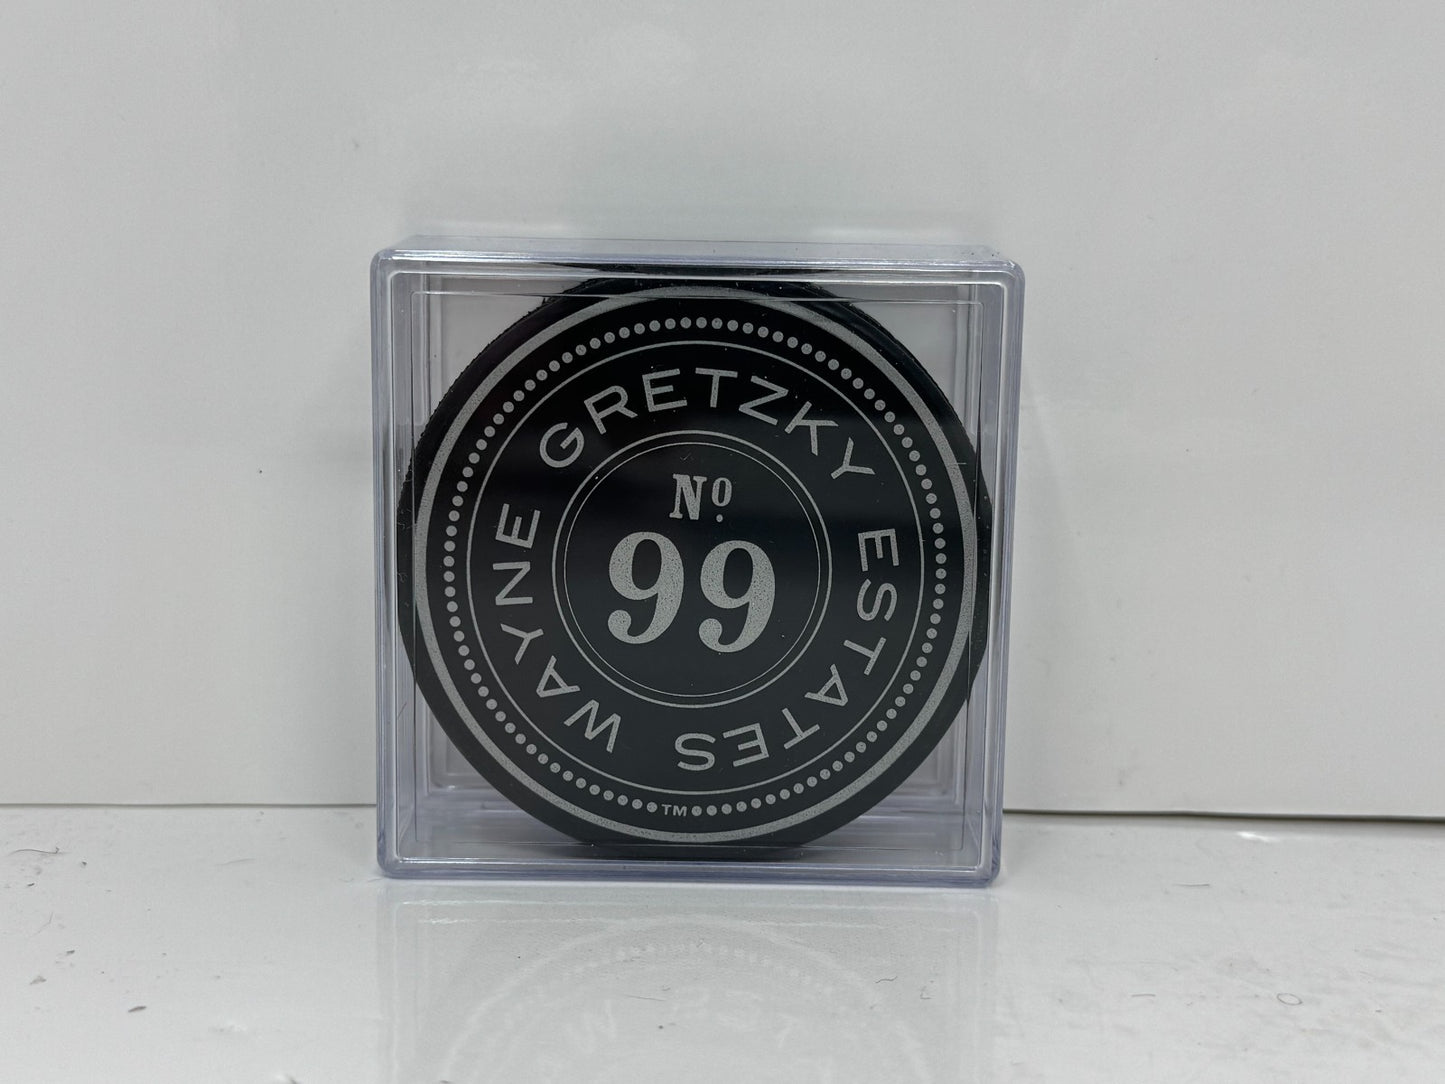 WAYNE GRETZKY ESTATES
Nº.
99
TM